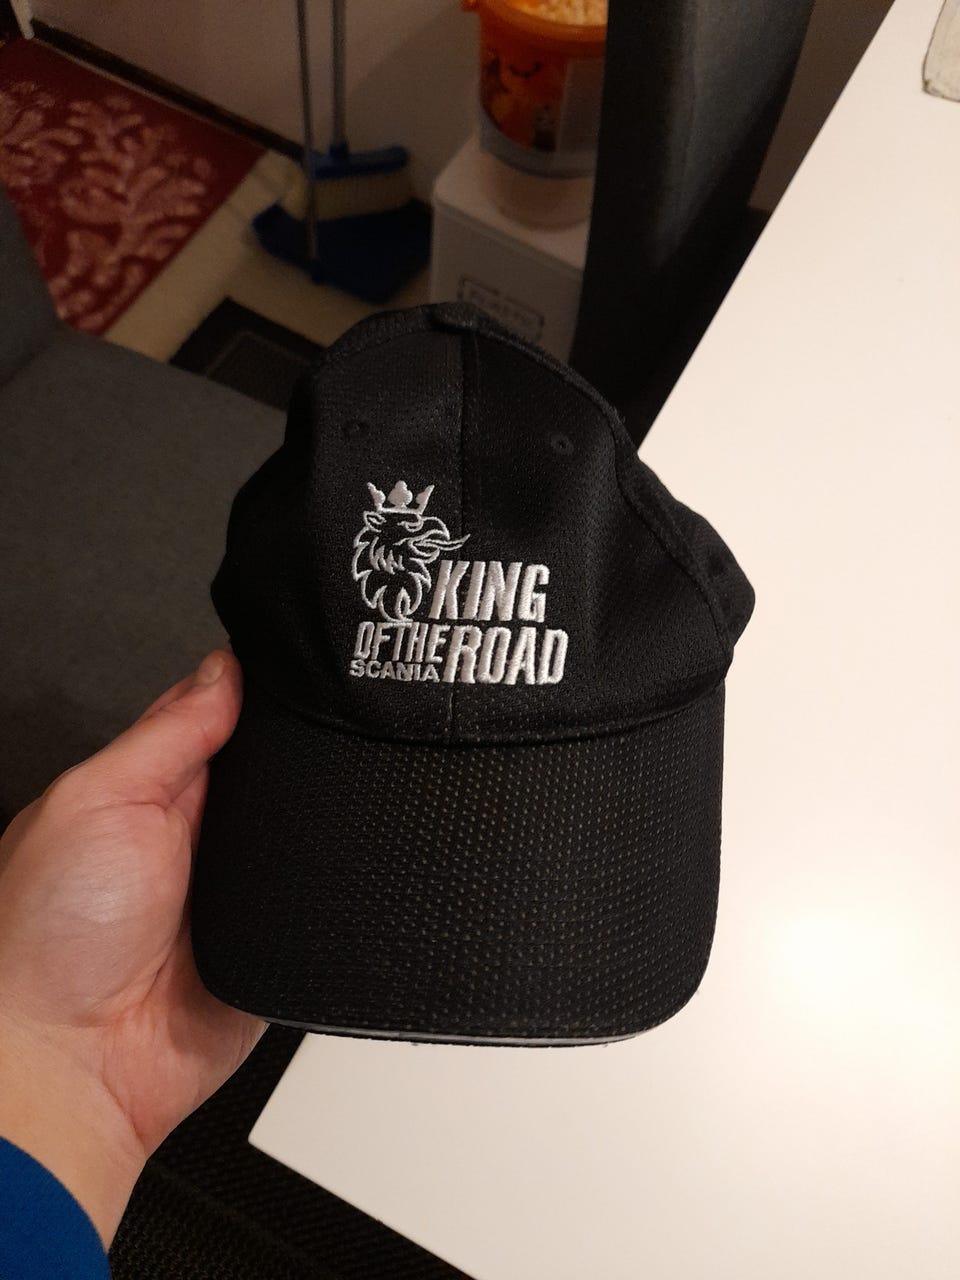 KING
OF THE ROAD
SCANIA